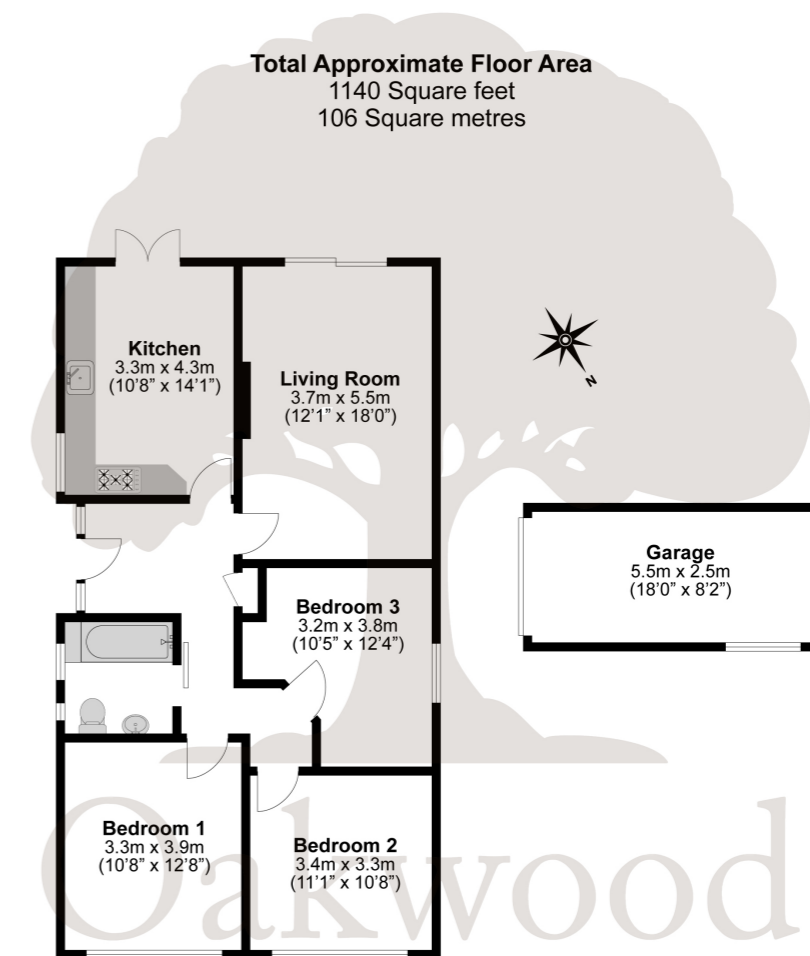 Total Approximate Floor Area
1140 Square feet
106 Square metres
Kitchen
3.3m x 4.3m
(10’8” x 14’1”)
Living Room
3.7m x 5.5m
(12’1” x 18’0”)
N
Garage
5.5m x 2.5m
(18’0” x 8’2”)
Bedroom 3
3.2m x 3.8m
(10’5” x 12’4”)
Bedroom 1
3.3m x 3.9m
(10’8” x 12’8”)
Bedroom 2
3.4m x 3.3m
(11’1” x 10’8”)
Oakwood